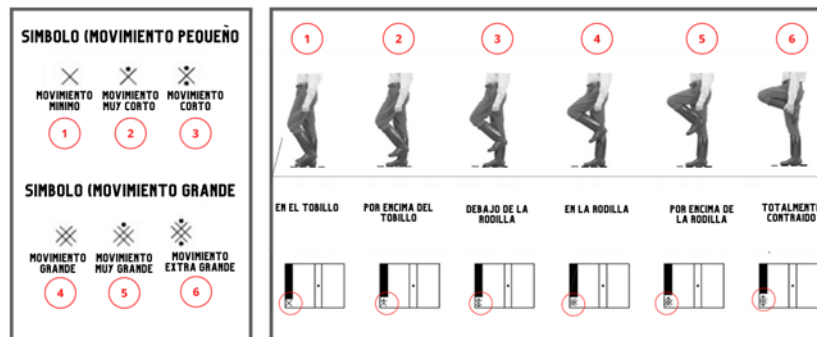 SIMBOLO (MOVIMIENTO PEQUEÑO
MOVIMIENTO MINIMO
MOVIMIENTO MUY CORTO
MOVIMIENTO CORTO
1
2
3
SIMBOLO (MOVIMIENTO GRANDE
MOVIMIENTO GRANDE
MOVIMIENTO MUY GRANDE
MOVIMIENTO EXTRA GRANDE
4
5
6
1
2
3
4
5
6
EN EL TOBILLO
POR ENCIMA DEL TOBILLO
DEBAJO DE LA RODILLA
EN LA RODILLA
POR ENCIMA DE LA RODILLA
TOTALMENTE CONTRAIDO